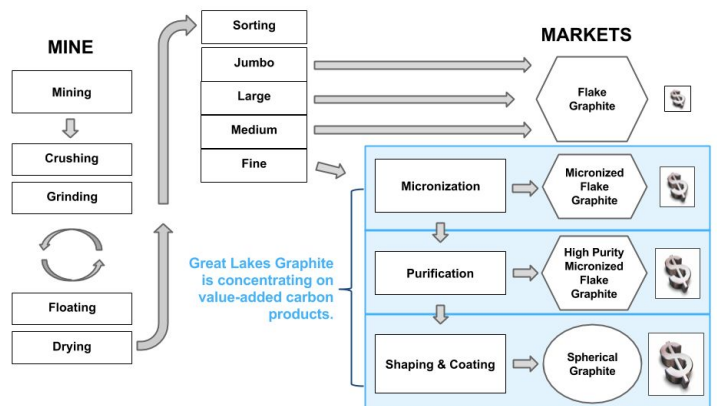 MINE
Mining
Crushing
Grinding
Floating
Drying
Sorting
Jumbo
Large
Medium
Fine
MARKETS
Flake
Graphite
$
Micronization
Micronized
Flake
Graphite
$
Great Lakes Graphite
is concentrating on
value-added carbon
products.
Purification
High Purity
Micronized
Flake
Graphite
$
Shaping & Coating
Spherical
Graphite
$